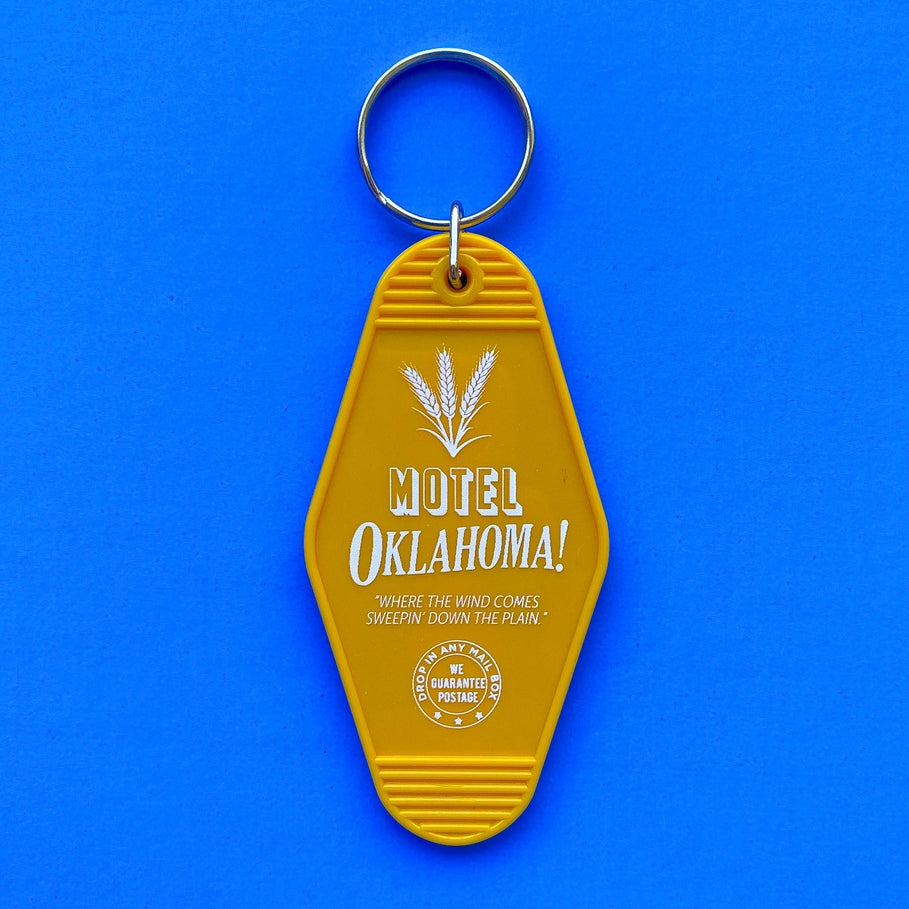 MOTEL
OKLAHOMA!
"WHERE THE WIND COMES
SWEEPIN' DOWN THE PLAIN."
DROP IN ANY MAIL BOX
WE
GUARANTEE
POSTAGE